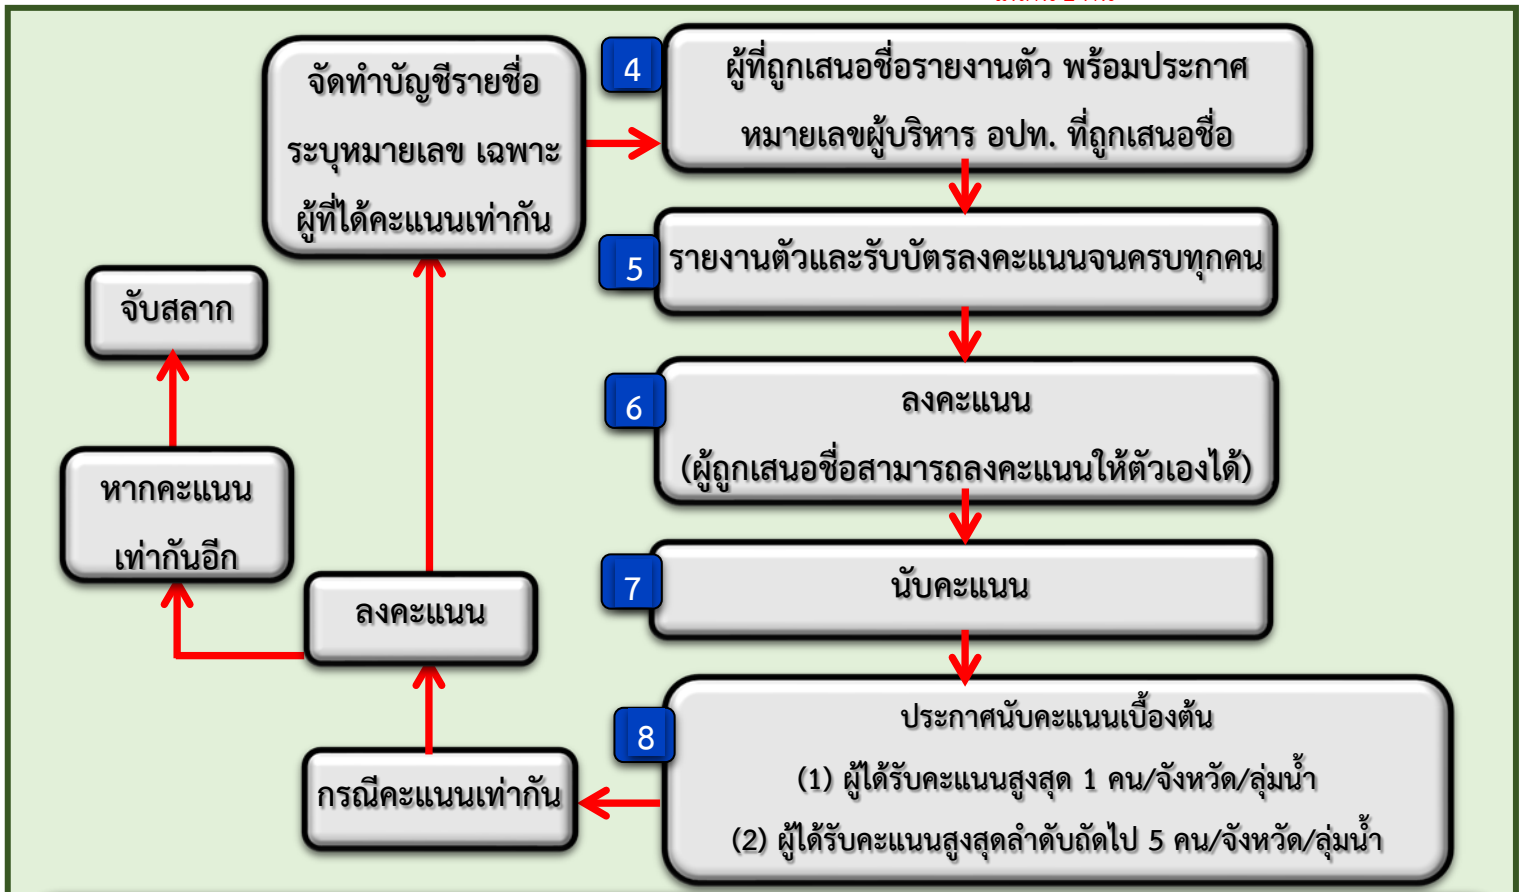 จัดทำบัญชีรายชื่อ
ระบุหมายเลข เฉพาะ
ผู้ที่ได้คะแนนเท่ากัน
4
ผู้ที่ถูกเสนอชื่อรายงานตัว พร้อมประกาศ
หมายเลขผู้บริหาร อปท. ที่ถูกเสนอชื่อ
5
รายงานตัวและรับบัตรลงคะแนนจนครบทุกคน
จับสลาก
6
ลงคะแนน
(ผู้ถูกเสนอชื่อสามารถลงคะแนนให้ตัวเองได้)
หากคะแนน
เท่ากันอีก
7
นับคะแนน
ลงคะแนน
8
ประกาศนับคะแนนเบื้องต้น
(1) ผู้ได้รับคะแนนสูงสุด 1 คน/จังหวัด/ลุ่มน้ำ
(2) ผู้ได้รับคะแนนสูงสุดลำดับถัดไป 5 คน/จังหวัด/ลุ่มน้ำ
กรณีคะแนนเท่ากัน